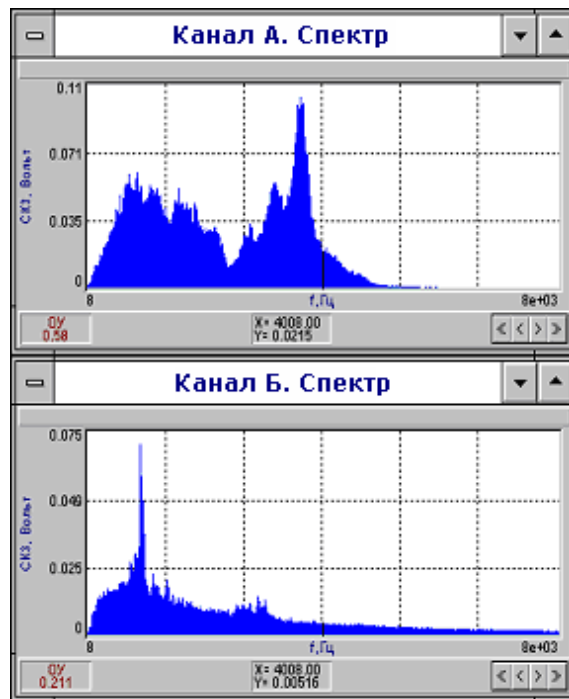 Канал А. Спектр
0.11
0.071
0.035
0
СКЗ, Вольт
8
f,Гц
8e+03
ОУ
0.58
X= 4008.00
Y= 0.0215
Канал Б. Спектр
0.075
0.049
0.025
0
СКЗ, Вольт
8
f,Гц
8e+03
ОУ
0.211
X= 4008.00
Y= 0.00516